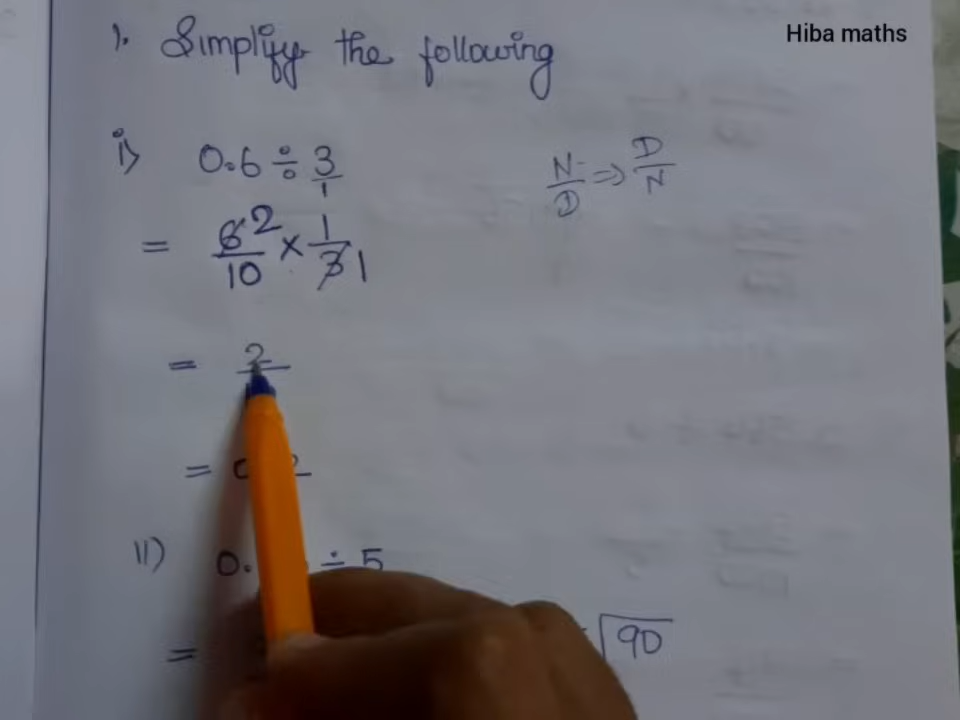 Hiba maths
1. Simplify the following
i) 0.6 ÷ 3/1
N/D ⇒ D/N
= 6 2/10 × 1/3 1
= 2
=
II) 0. ÷ 5
= √90